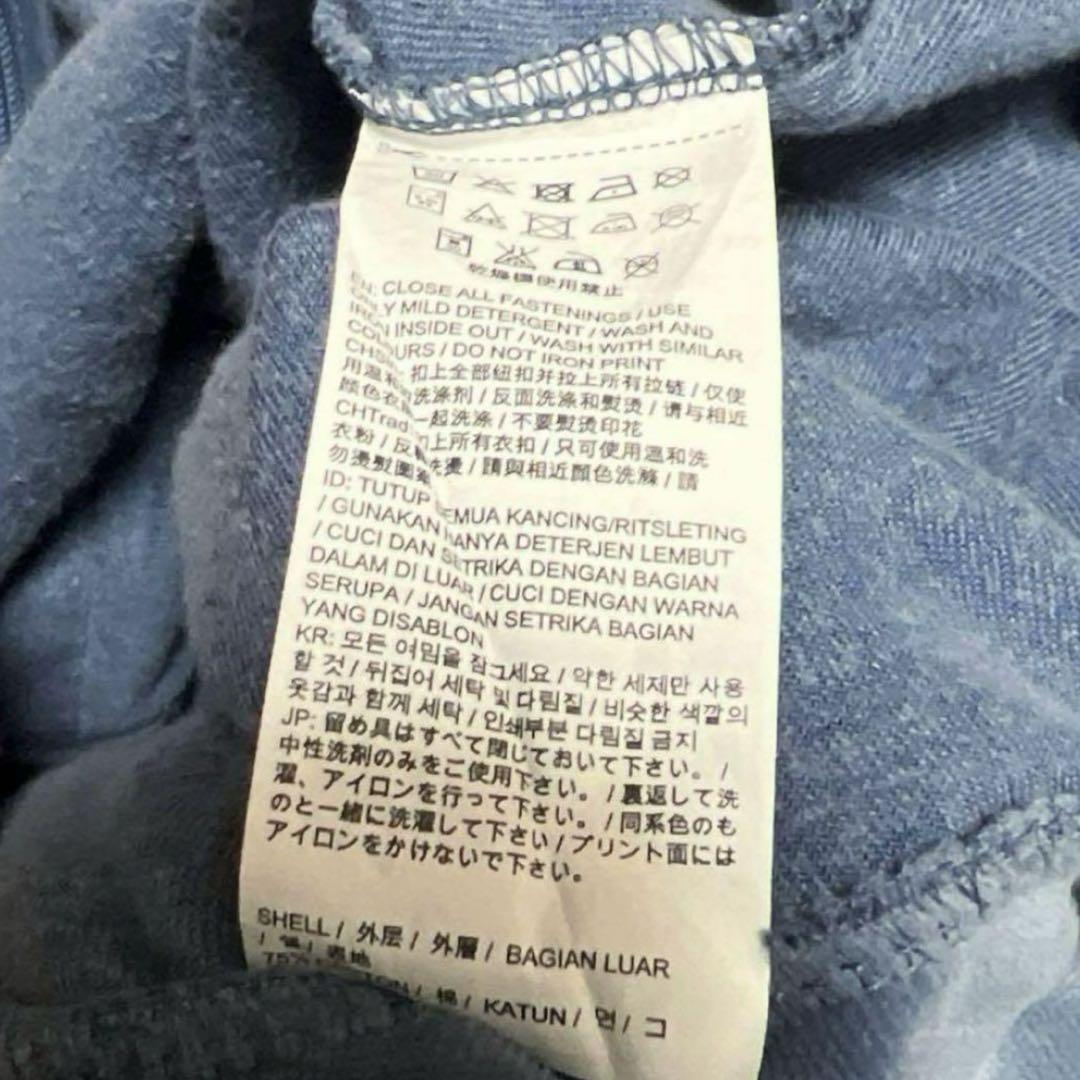 乾燥機使用禁止
EN: CLOSE ALL FASTENINGS / USE
ONLY MILD DETERGENT / WASH AND
IRON INSIDE OUT / WASH WITH SIMILAR
COLOURS / DO NOT IRON PRINT
扣上全部纽扣并拉上所有拉链 / 仅使
用温和的洗涤剂 / 反面洗涤和熨烫 / 请与相近
颜色衣服一起洗涤 / 不要熨烫印花
CHTrad 扣上所有衣扣 / 只可使用溫和洗
衣粉 / 反 洗燙 / 請與相近顏色洗滌 / 請
勿燙熨圖案
ID: TUTUP SEMUA KANCING/RITSLETING
/ GUNAKAN HANYA DETERJEN LEMBUT
/ CUCI DAN SETRIKA DENGAN BAGIAN
DALAM DI LUAR / CUCI DENGAN WARNA
SERUPA / JANGAN SETRIKA BAGIAN
YANG DISABLON
KR: 모든 여밈을 잠그세요 / 약한 세제만 사용
할 것 / 뒤집어 세탁 및 다림질 / 비슷한 색깔의
옷감과 함께 세탁 / 인쇄부분 다림질 금지
JP: 留め具はすべて閉じておいて下さい。 /
中性洗剤のみをご使用下さい。 / 裏返して洗
濯、アイロンを行って下さい。 / 同系色のも
のと一緒に洗濯して下さい / プリント面には
アイロンをかけないで下さい。
SHELL / 外层 / 外層 / BAGIAN LUAR
/ 表地
75% 棉 / KATUN / 면 / コ